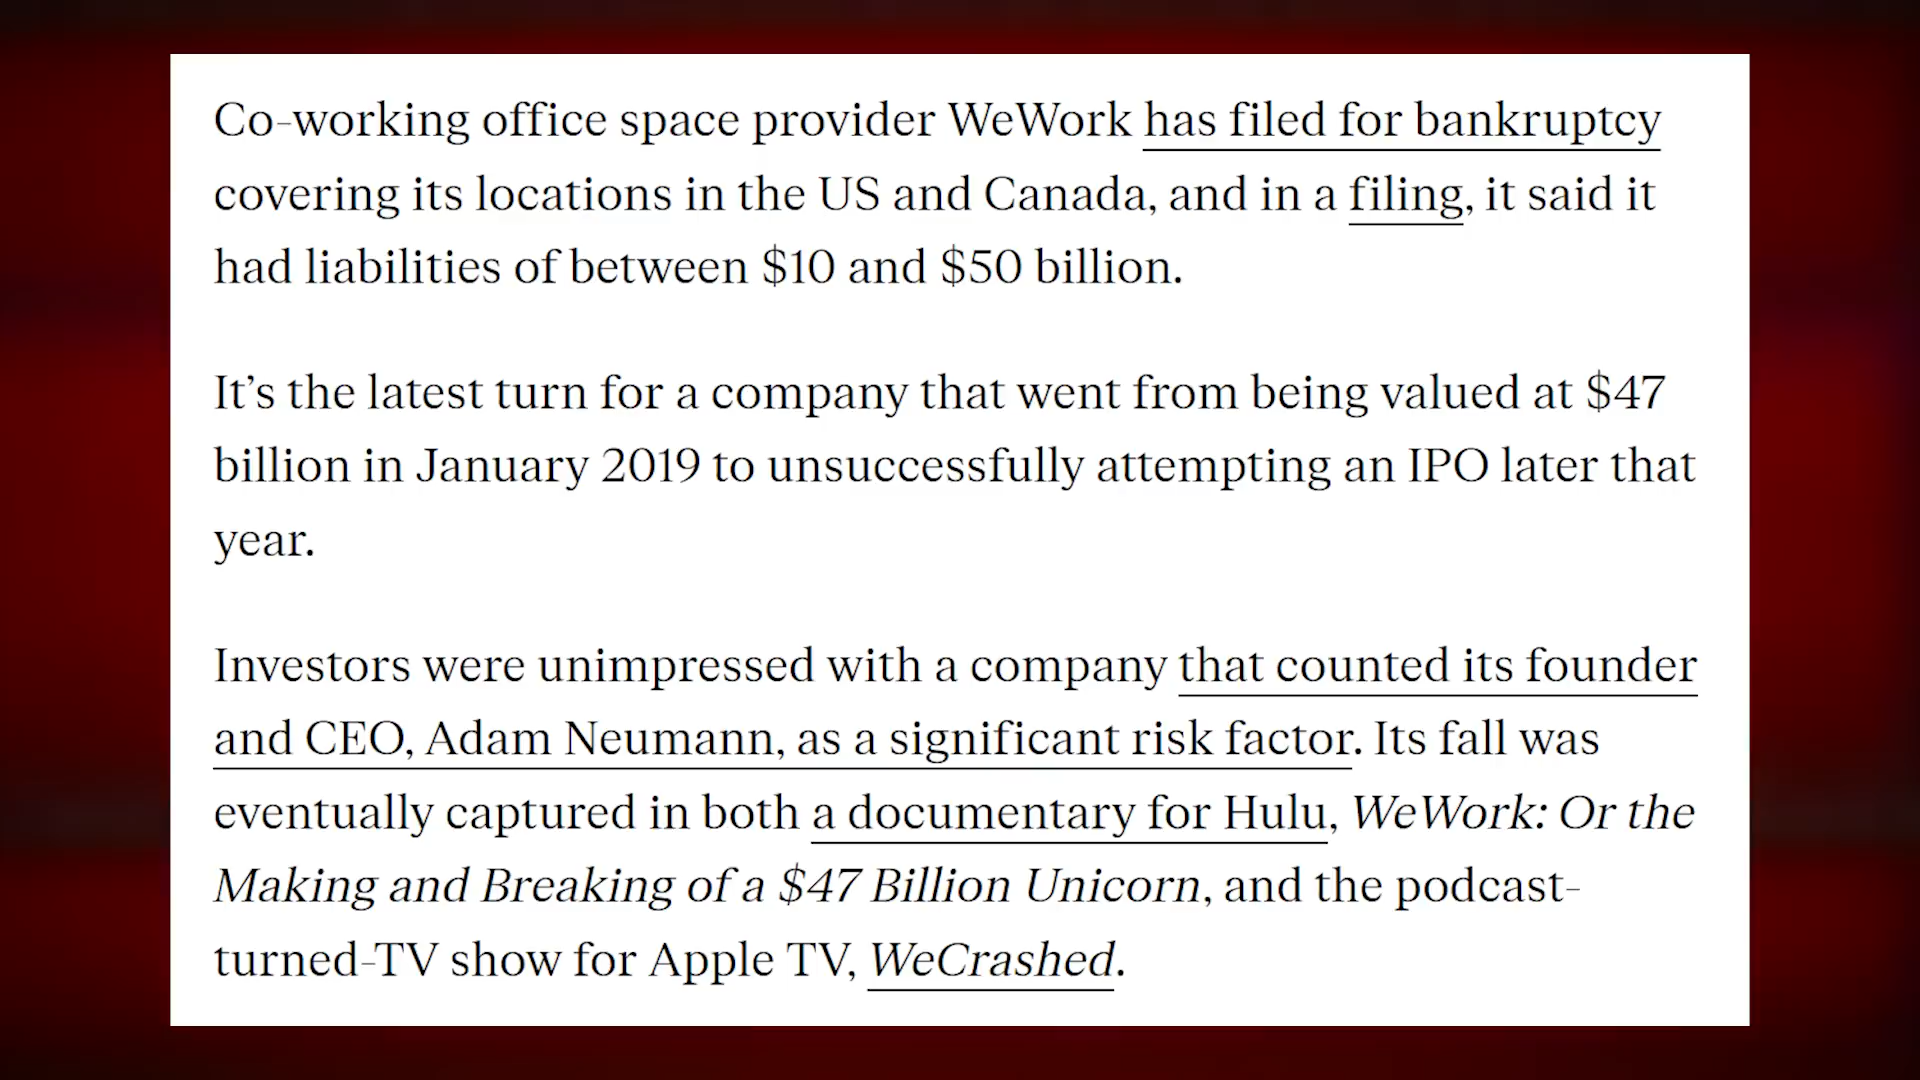 Co-working office space provider WeWork has filed for bankruptcy
covering its locations in the US and Canada, and in a filing, it said it
had liabilities of between $10 and $50 billion.
It’s the latest turn for a company that went from being valued at $47
billion in January 2019 to unsuccessfully attempting an IPO later that
year.
Investors were unimpressed with a company that counted its founder
and CEO, Adam Neumann, as a significant risk factor. Its fall was
eventually captured in both a documentary for Hulu, WeWork: Or the
Making and Breaking of a $47 Billion Unicorn, and the podcast-
turned-TV show for Apple TV, WeCrashed.